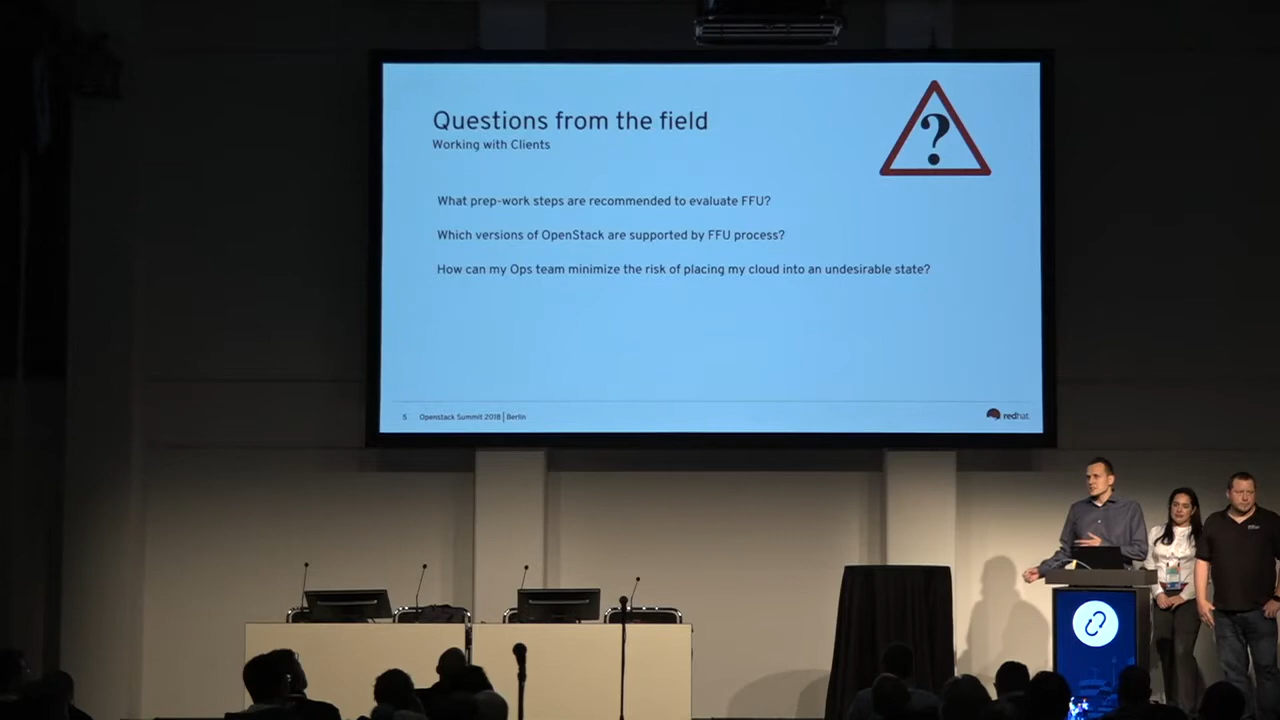 Questions from the field
Working with Clients
?
What prep-work steps are recommended to evaluate FFU?
Which versions of OpenStack are supported by FFU process?
How can my Ops team minimize the risk of placing my cloud into an undesirable state?
5 Openstack Summit 2018 | Berlin
redhat.